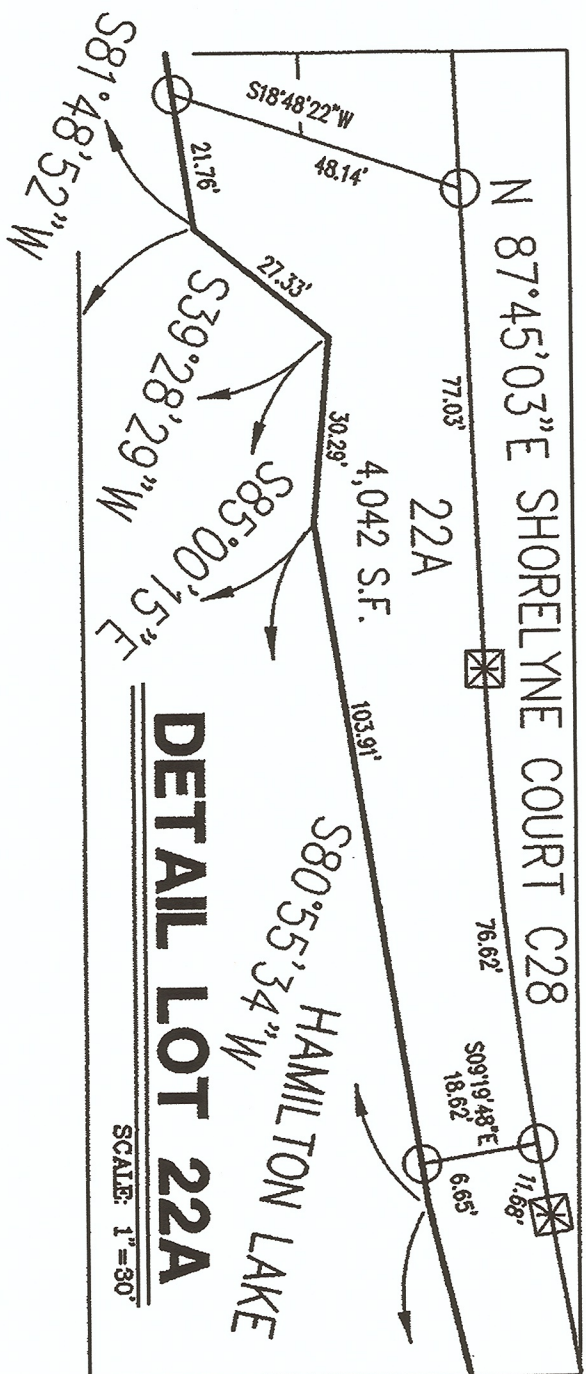 N 87°45'03"E SHORELYNE COURT C28
S18°48'22"W
48.14'
77.03'
76.62'
11.68'
S09°19'48"E
18.62'
6.65'
22A
4,042 S.F.
21.76'
27.33'
30.29'
103.91'
S81°48'52"W
S39°28'29"W
S85°00'15"E
S80°55'34"W
HAMILTON LAKE
DETAIL LOT 22A
SCALE: 1"=30'